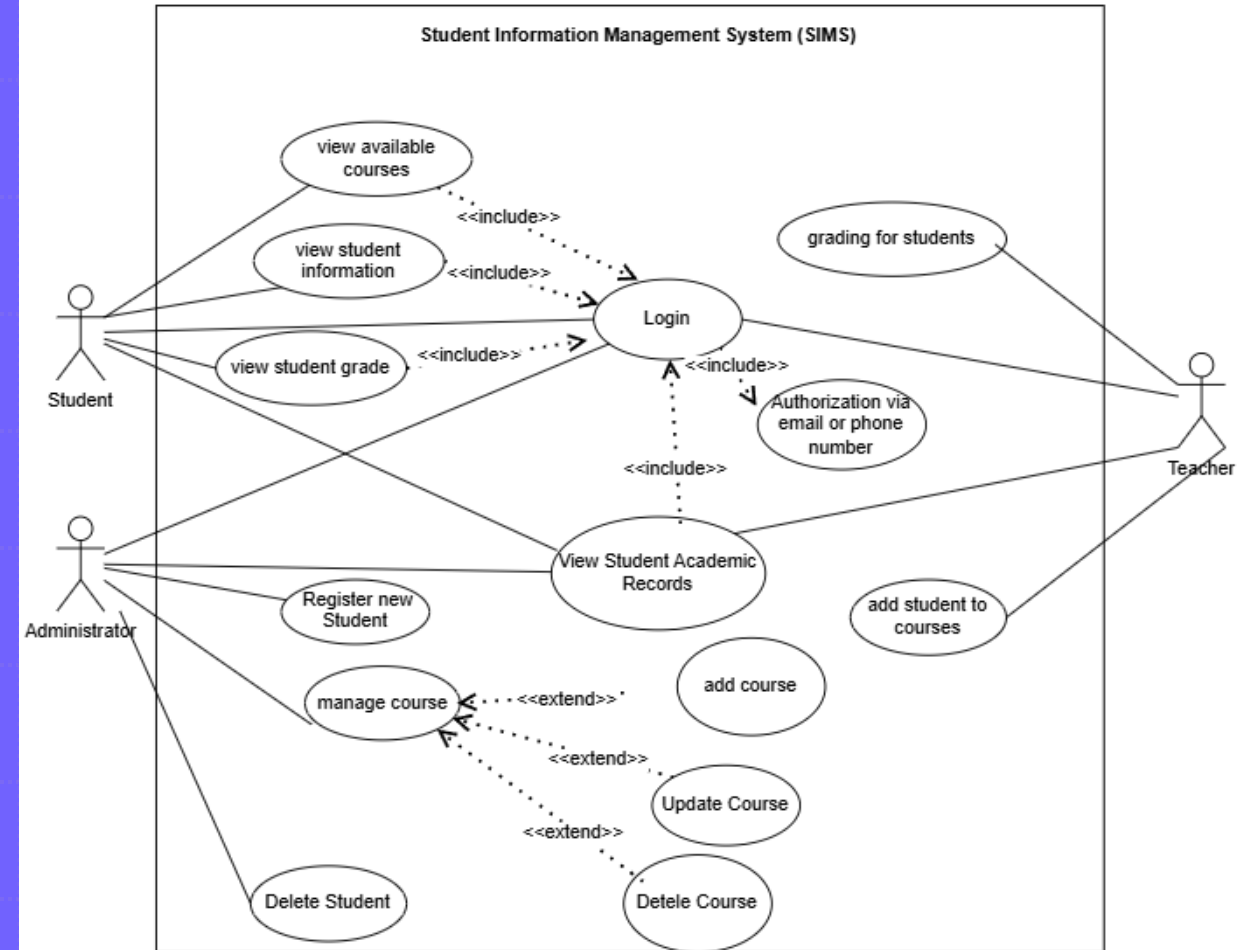 Student Information Management System (SIMS)
view available
courses
<<include>>
view student
information
<<include>>
grading for students
Login
view student grade
<<include>>
<<include>>
Student
Authorization via
email or phone
number
Teacher
<<include>>
View Student Academic
Records
Register new
Student
Administrator
add student to
courses
manage course
<<extend>>
add course
<<extend>>
Update Course
<<extend>>
Delete Student
Detele Course